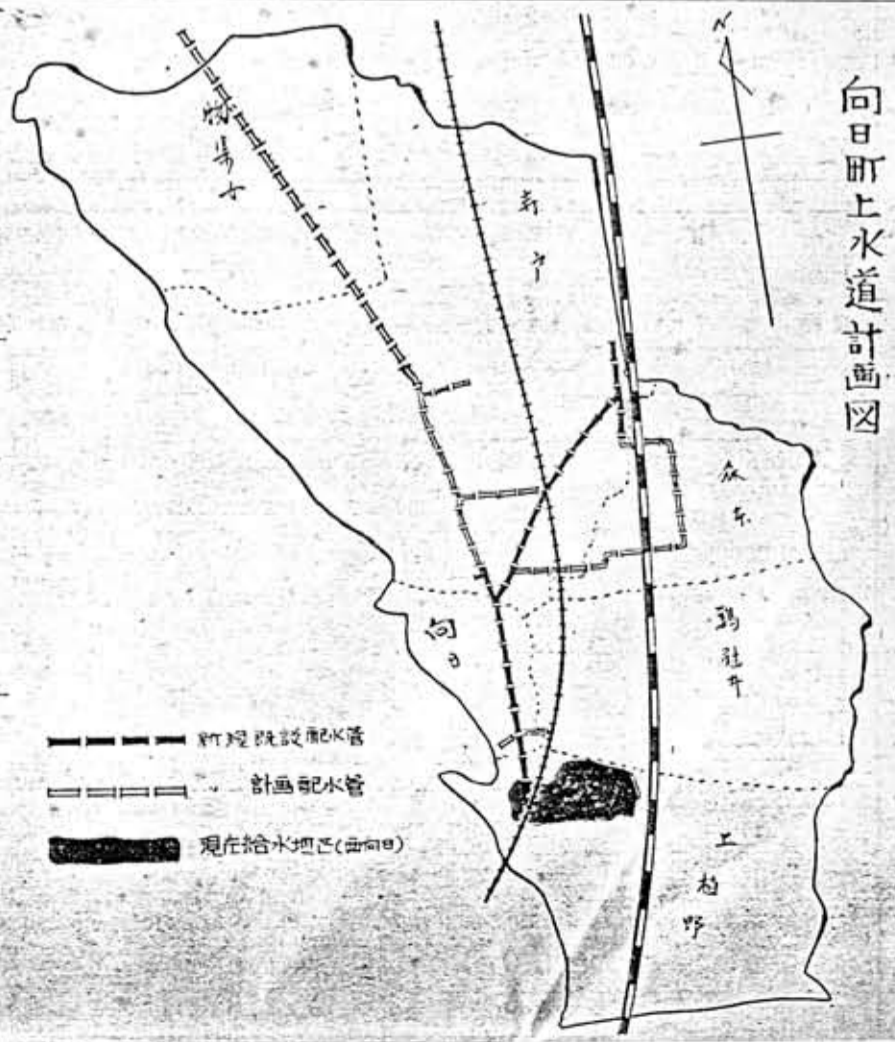 向日町上水道計画図
N
物集女
寺戸
森本
鶏冠井
向日
上植野
新設既設配水管
〃 計画配水管
現在給水地区(西向日)